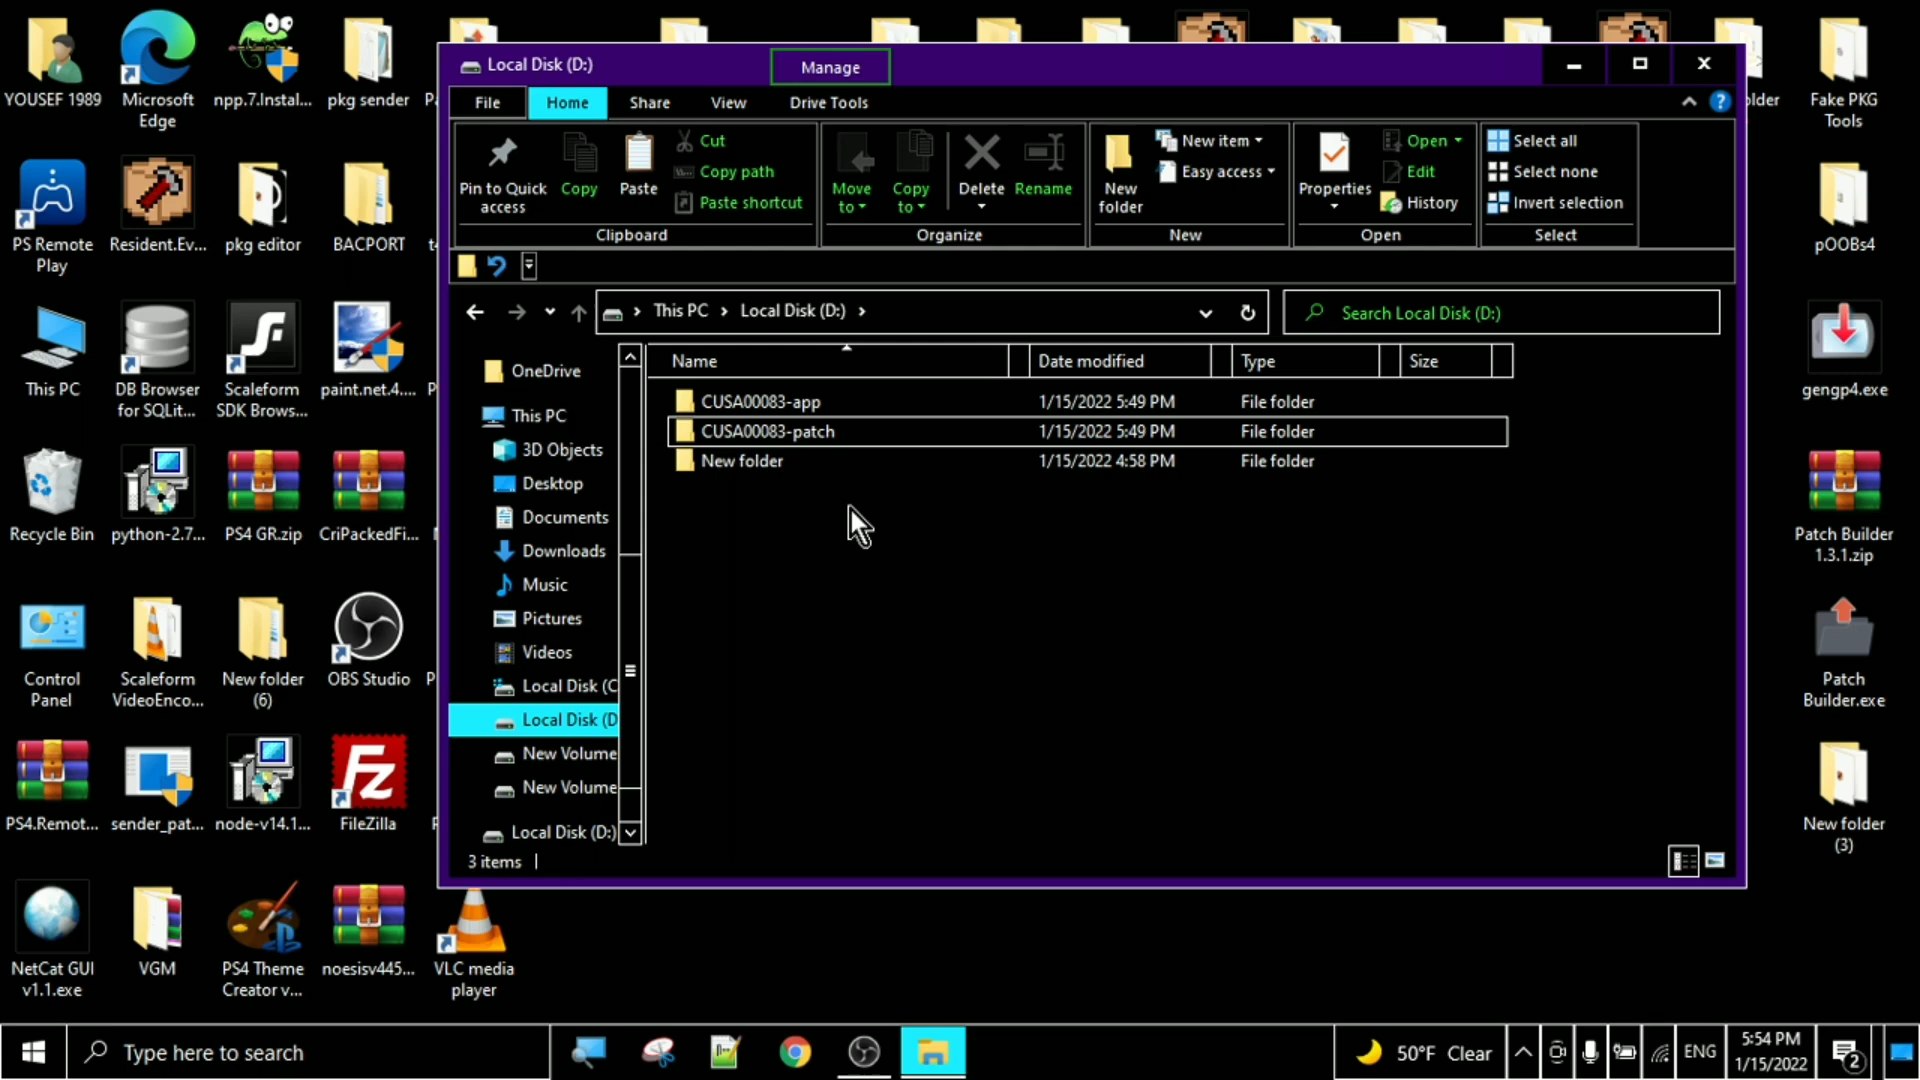 YOUSEF 1989
Microsoft
Edge
npp.7.Instal...
pkg sender
Fake PKG
Tools
Local Disk (D:)
Manage
File
Home
Share
View
Drive Tools
Pin to Quick
access
Copy
Paste
Cut
Copy path
Paste shortcut
Clipboard
Move
to
Copy
to
Delete
Rename
Organize
New
folder
New item
Easy access
New
Properties
Open
Edit
History
Open
Select all
Select none
Invert selection
Select
PS Remote
Play
Resident.Ev...
pkg editor
BACPORT
pOOBs4
This PC
Local Disk (D:)
Search Local Disk (D:)
Name
Date modified
Type
Size
CUSA00083-app
1/15/2022 5:49 PM
File folder
CUSA00083-patch
1/15/2022 5:49 PM
File folder
New folder
1/15/2022 4:58 PM
File folder
OneDrive
This PC
3D Objects
Desktop
Documents
Downloads
Music
Pictures
Videos
Local Disk (C
Local Disk (D
New Volume
New Volume
Local Disk (D:)
3 items
This PC
DB Browser
for SQLit...
Scaleform
SDK Brows...
paint.net.4....
gengp4.exe
Recycle Bin
python-2.7...
PS4 GR.zip
CriPackedFi...
Patch Builder
1.3.1.zip
Control
Panel
Scaleform
VideoEnco...
New folder
(6)
OBS Studio
Patch
Builder.exe
PS4.Remot...
sender_pat...
node-v14.1...
FileZilla
New folder
(3)
NetCat GUI
v1.1.exe
VGM
PS4 Theme
Creator v...
noesisv445...
VLC media
player
Type here to search
50°F Clear
ENG
5:54 PM
1/15/2022
2